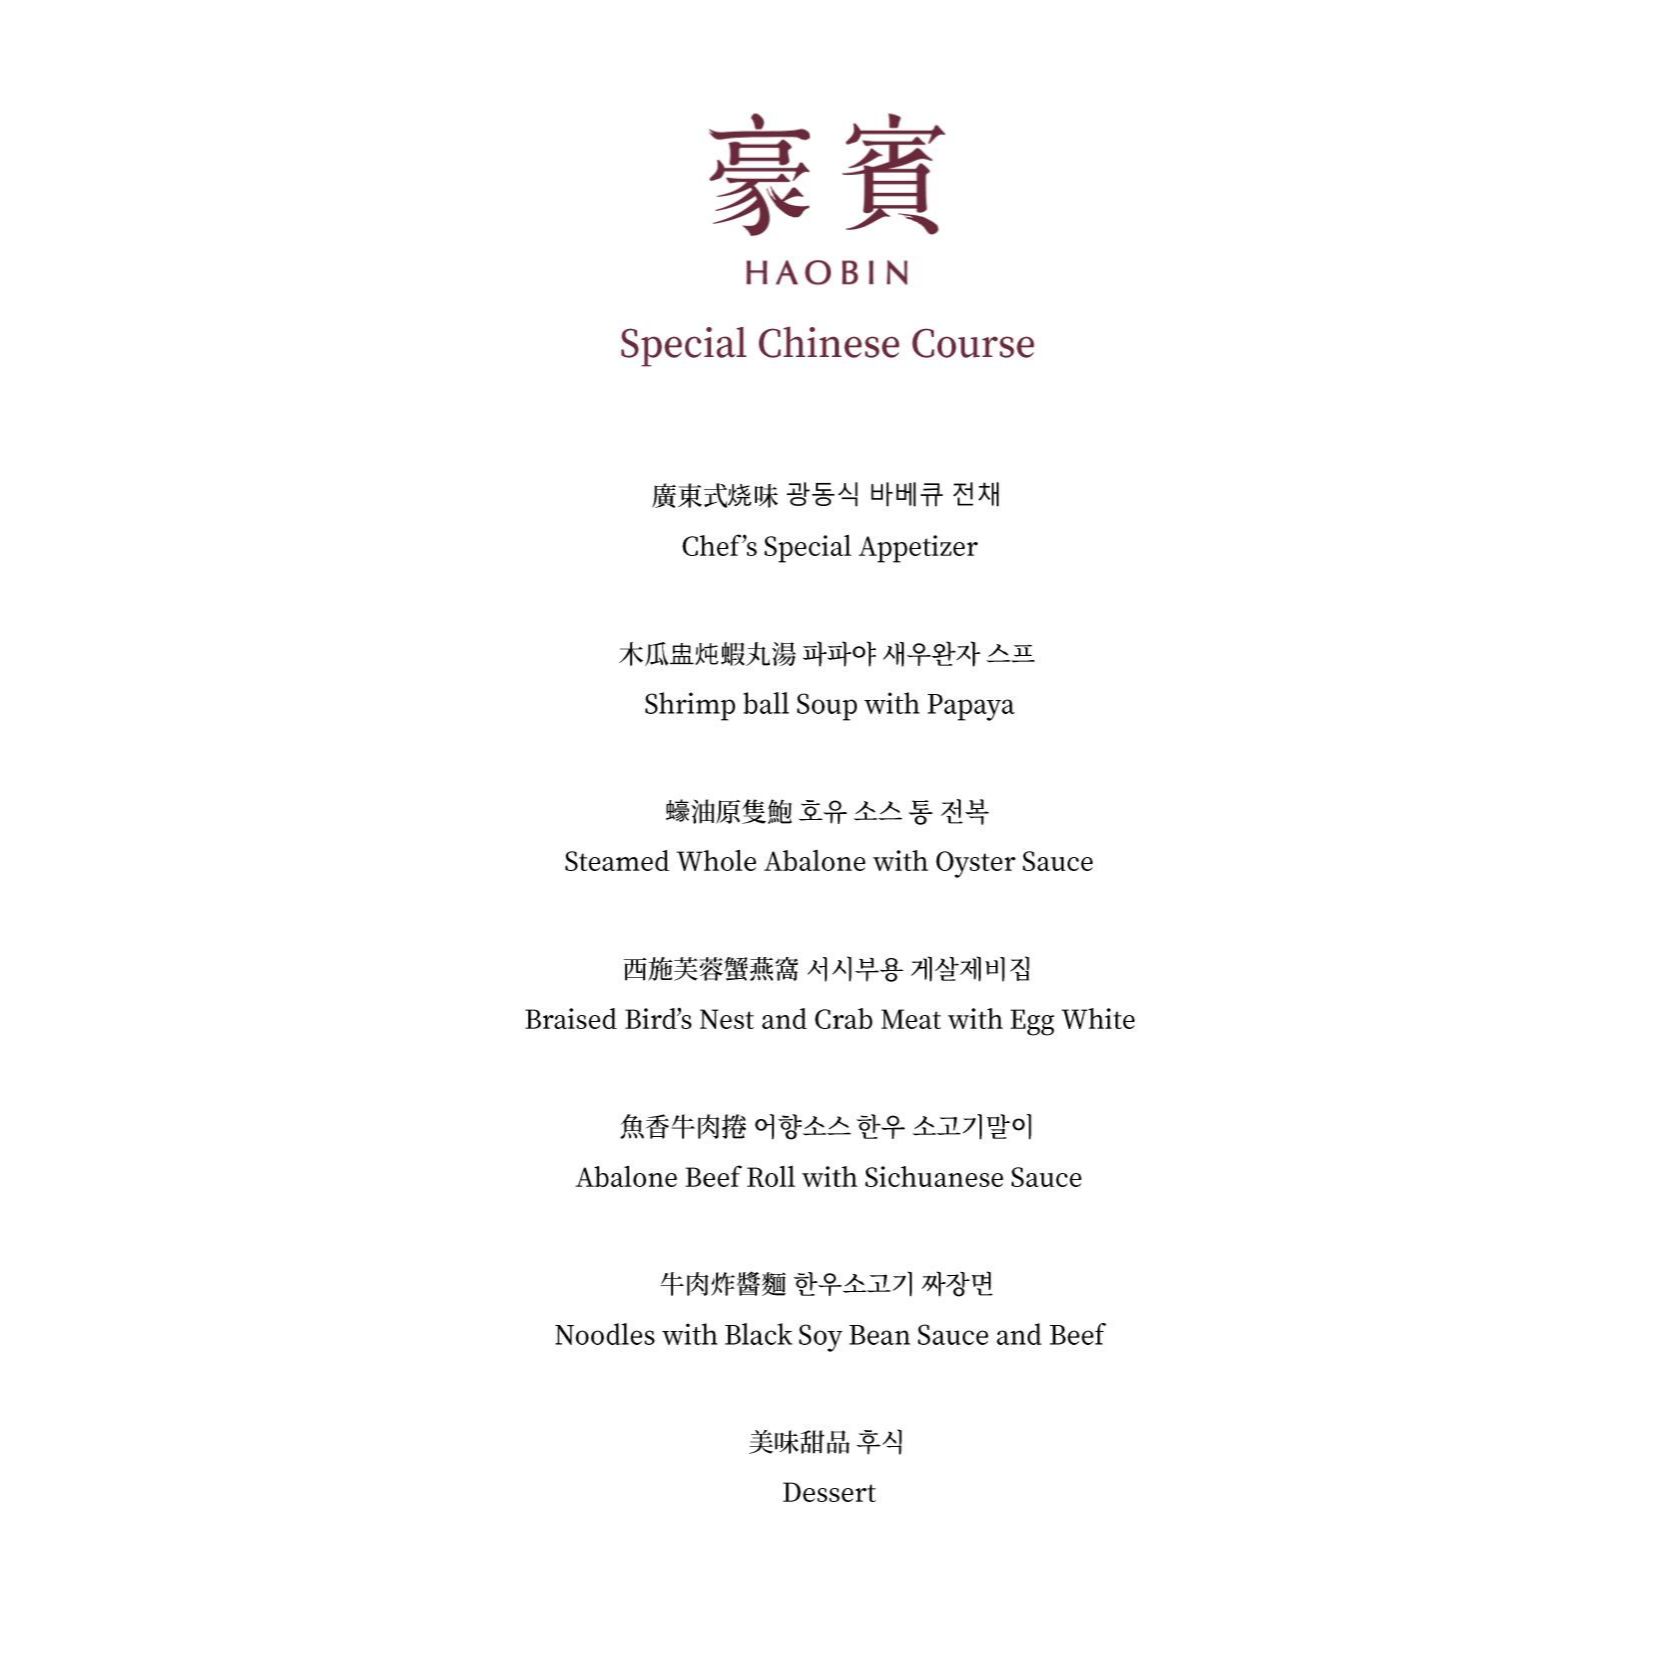 豪賓
HAOBIN
Special Chinese Course
廣東式烧味 광동식 바베큐 전채
Chef’s Special Appetizer
木瓜盅炖蝦丸湯 파파야 새우완자 스프
Shrimp ball Soup with Papaya
蠔油原隻鮑 호유 소스 통 전복
Steamed Whole Abalone with Oyster Sauce
西施芙蓉蟹燕窩 서시부용 게살제비집
Braised Bird’s Nest and Crab Meat with Egg White
魚香牛肉捲 어향소스 한우 소고기말이
Abalone Beef Roll with Sichuanese Sauce
牛肉炸醬麵 한우소고기 짜장면
Noodles with Black Soy Bean Sauce and Beef
美味甜品 후식
Dessert